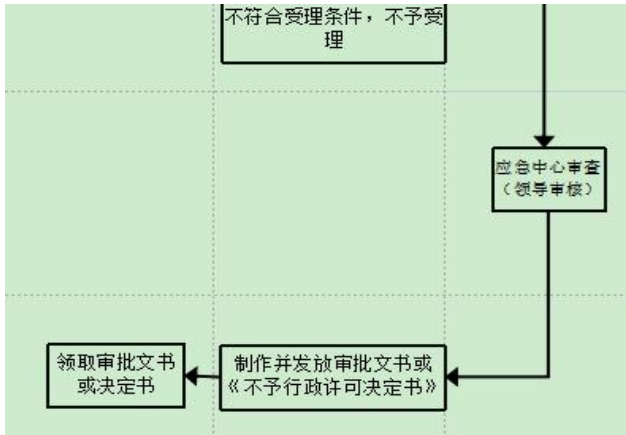 不符合受理条件，不予受
理
应急中心审查
（领导审核）
领取审批文书
或决定书
制作并发放审批文书或
《不予行政许可决定书》